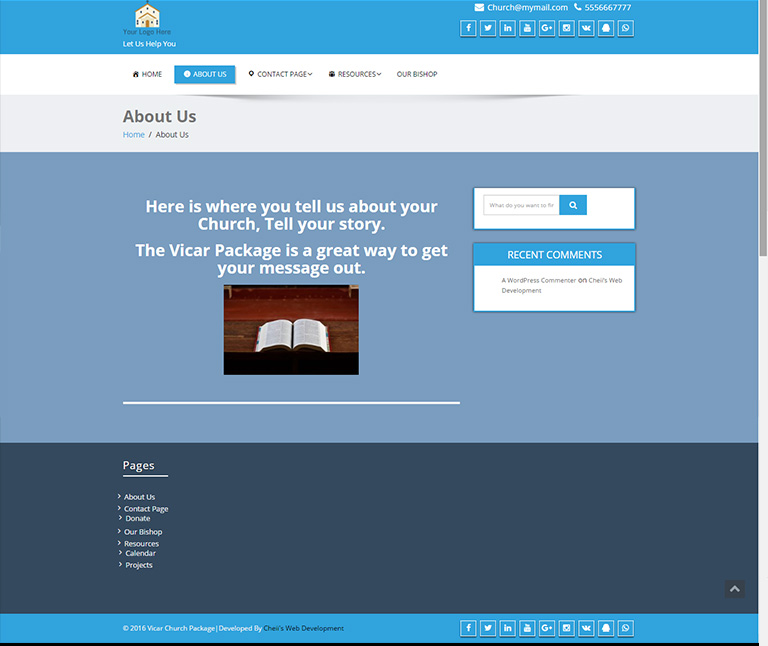 Church@mymail.com 5556667777
Your Logo Here
Let Us Help You
HOME ABOUT US CONTACT PAGE RESOURCES OUR BISHOP
About Us
Home / About Us
Here is where you tell us about your
Church, Tell your story.
The Vicar Package is a great way to get
your message out.
What do you want to fir
RECENT COMMENTS
A WordPress Commenter on Cheii's Web
Development
Pages
About Us
Contact Page
Donate
Our Bishop
Resources
Calendar
Projects
© 2016 Vicar Church Package|Developed By Cheii's Web Development